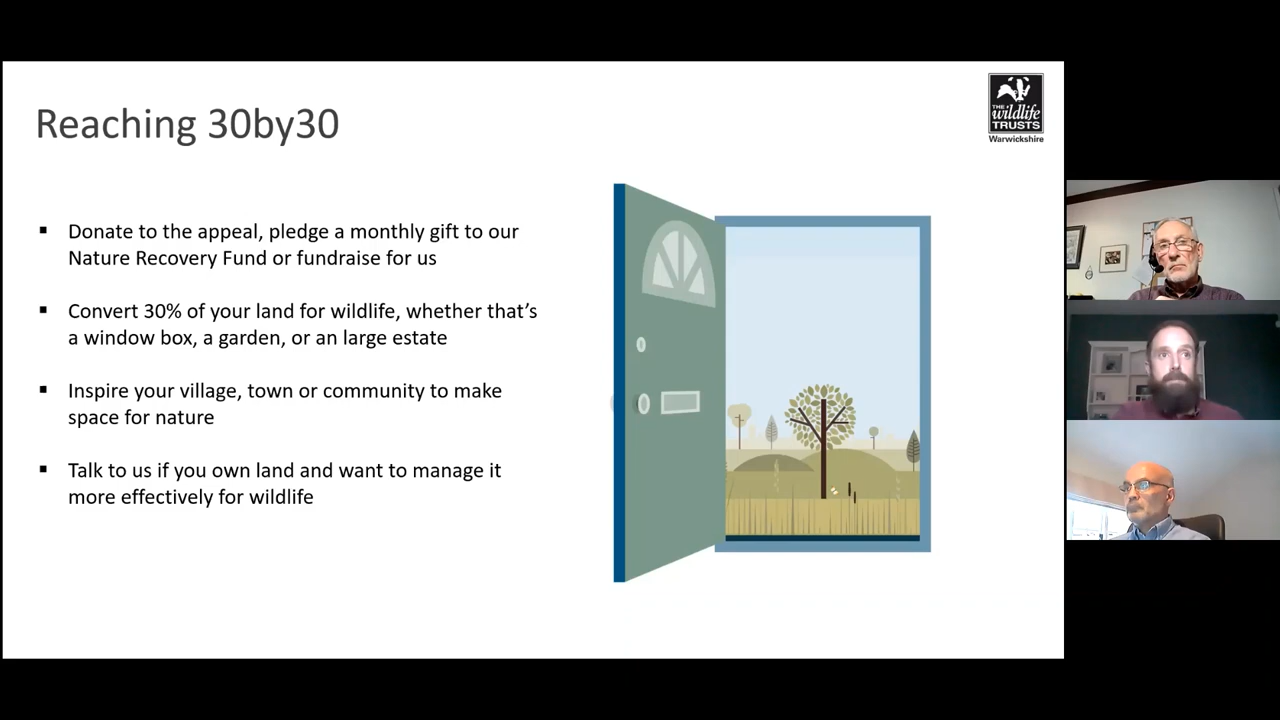 Reaching 30by30
THE
wildlife
TRUSTS
Warwickshire
▪ Donate to the appeal, pledge a monthly gift to our
Nature Recovery Fund or fundraise for us
▪ Convert 30% of your land for wildlife, whether that’s
a window box, a garden, or an large estate
▪ Inspire your village, town or community to make
space for nature
▪ Talk to us if you own land and want to manage it
more effectively for wildlife